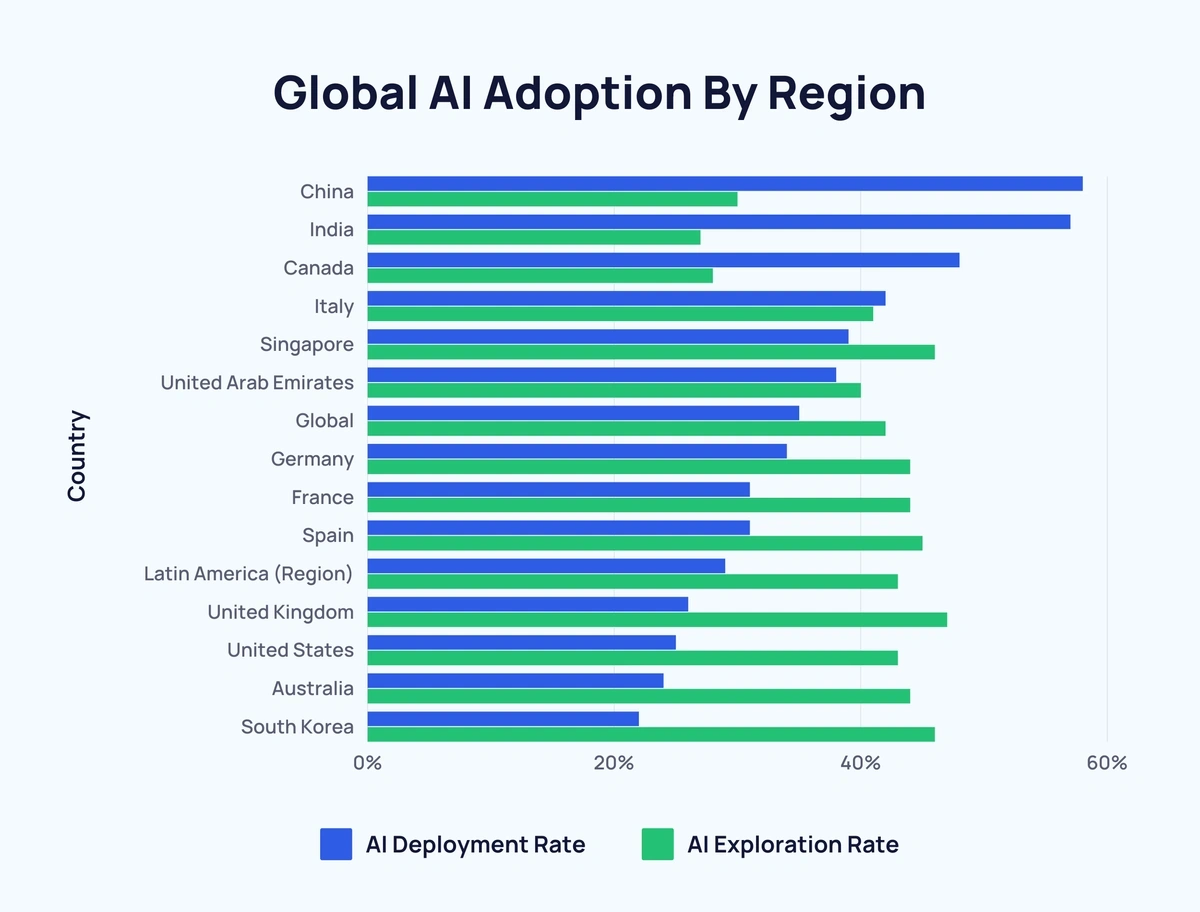 Global AI Adoption By Region
Country
China
India
Canada
Italy
Singapore
United Arab Emirates
Global
Germany
France
Spain
Latin America (Region)
United Kingdom
United States
Australia
South Korea
0% 20% 40% 60%
AI Deployment Rate AI Exploration Rate